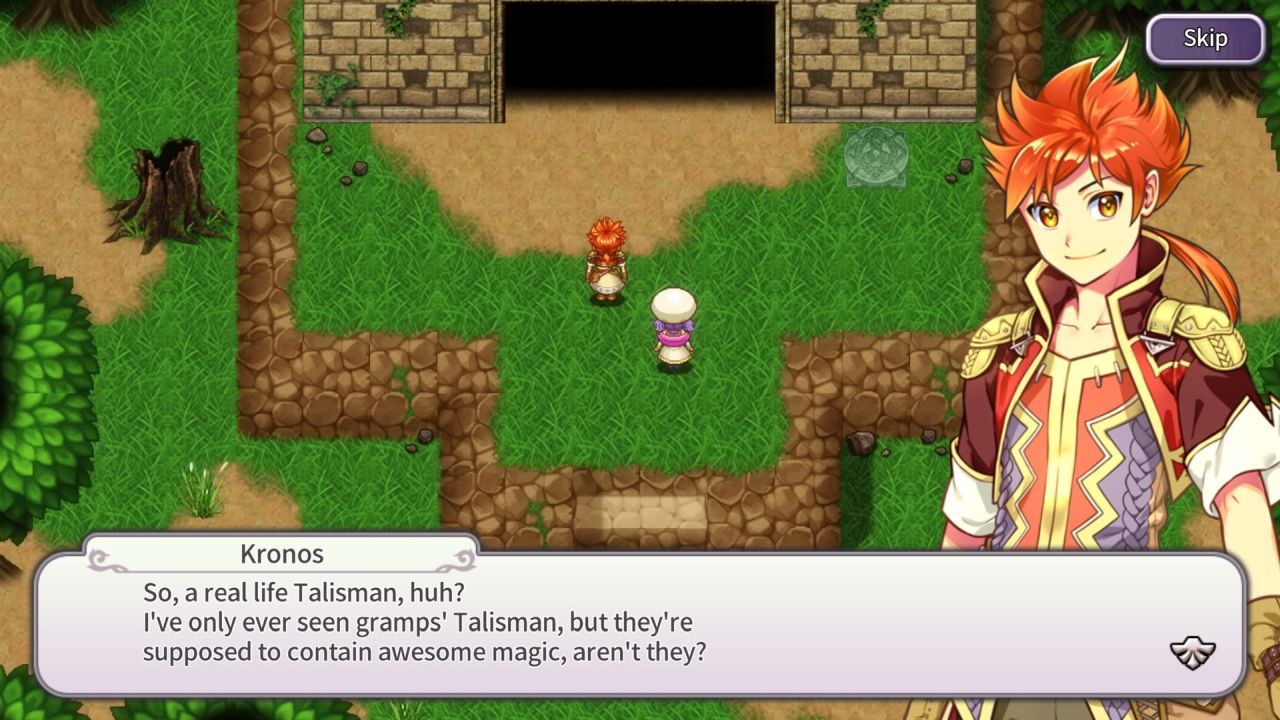 Skip
Kronos
So, a real life Talisman, huh?
I've only ever seen gramps' Talisman, but they're
supposed to contain awesome magic, aren't they?